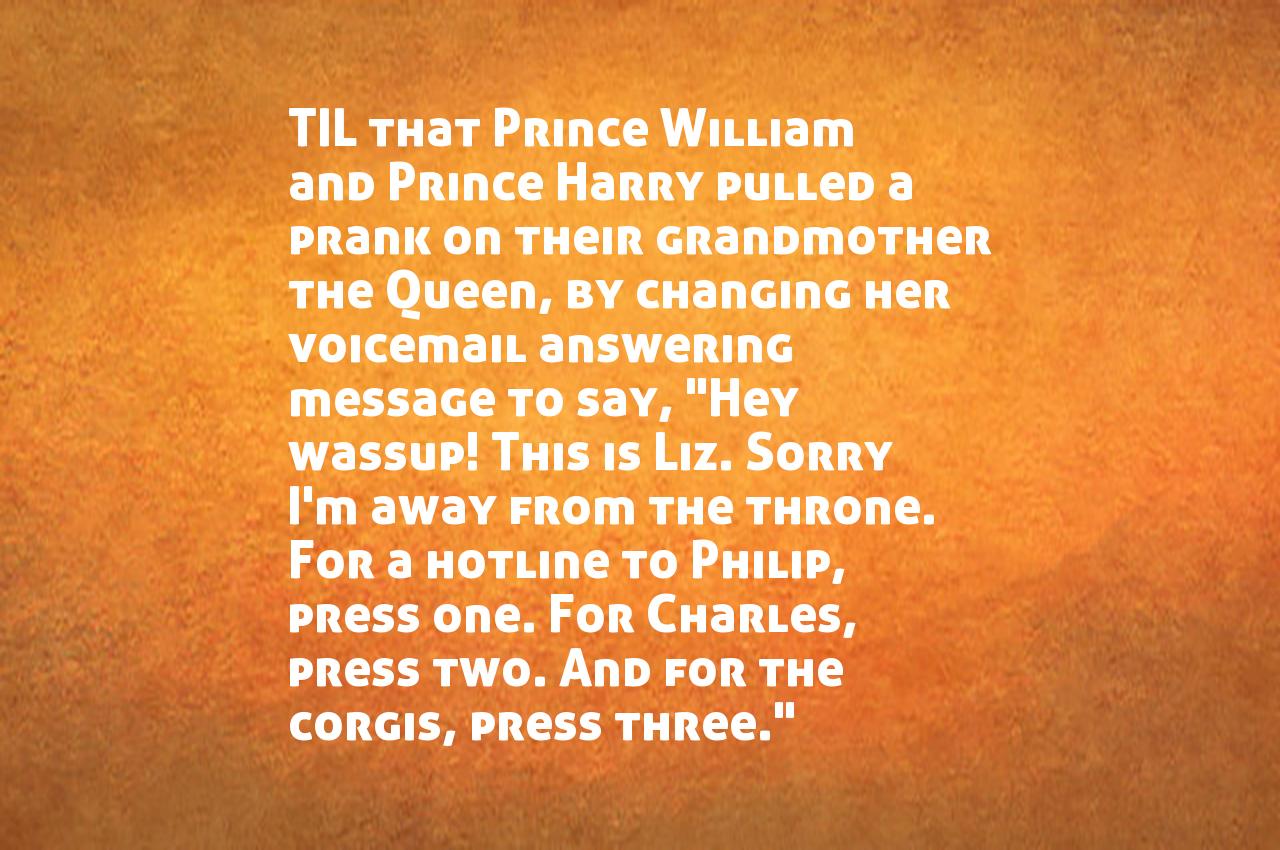 TIL that Prince William
and Prince Harry pulled a
prank on their grandmother
the Queen, by changing her
voicemail answering
message to say, "Hey
wassup! This is Liz. Sorry
I'm away from the throne.
For a hotline to Philip,
press one. For Charles,
press two. And for the
corgis, press three."